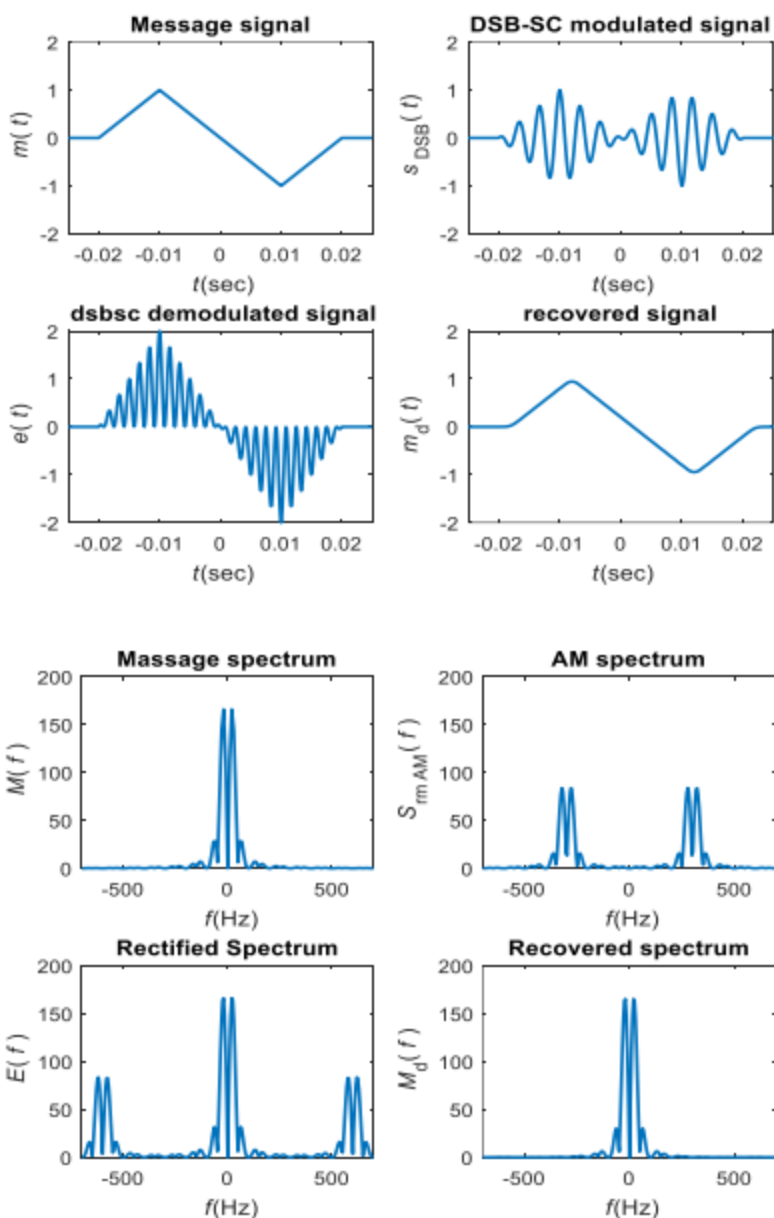 Message signal
2
1
0
-1
-2
m(t)
-0.02 -0.01 0 0.01 0.02
t(sec)
DSB-SC modulated signal
2
1
0
-1
-2
s DSB(t)
-0.02 -0.01 0 0.01 0.02
t(sec)
dsbsc demodulated signal
2
1
0
-1
-2
e(t)
-0.02 -0.01 0 0.01 0.02
t(sec)
recovered signal
2
1
0
-1
-2
m d(t)
-0.02 -0.01 0 0.01 0.02
t(sec)
Massage spectrum
200
150
100
50
0
M(f)
-500 0 500
f(Hz)
AM spectrum
200
150
100
50
0
S rm AM(f)
-500 0 500
f(Hz)
Rectified Spectrum
200
150
100
50
0
E(f)
-500 0 500
f(Hz)
Recovered spectrum
200
150
100
50
0
M d(f)
-500 0 500
f(Hz)